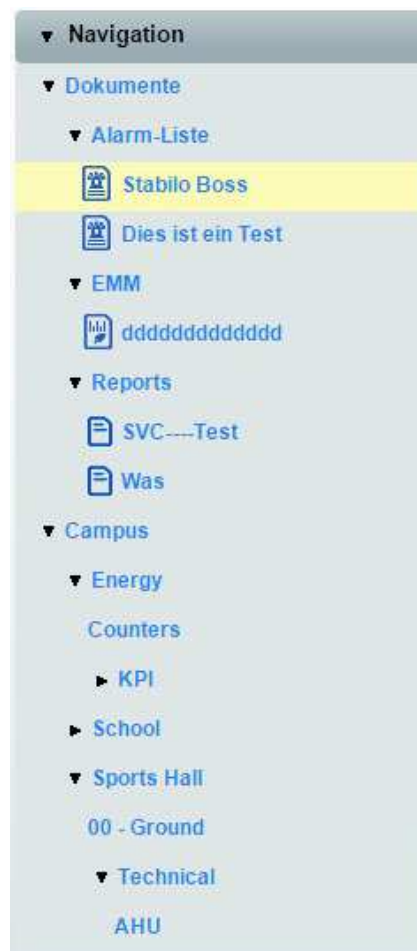 Navigation
Dokumente
Alarm-Liste
Stabilo Boss
Dies ist ein Test
EMM
ddddddddddddd
Reports
SVC----Test
Was
Campus
Energy
Counters
KPI
School
Sports Hall
00 - Ground
Technical
AHU